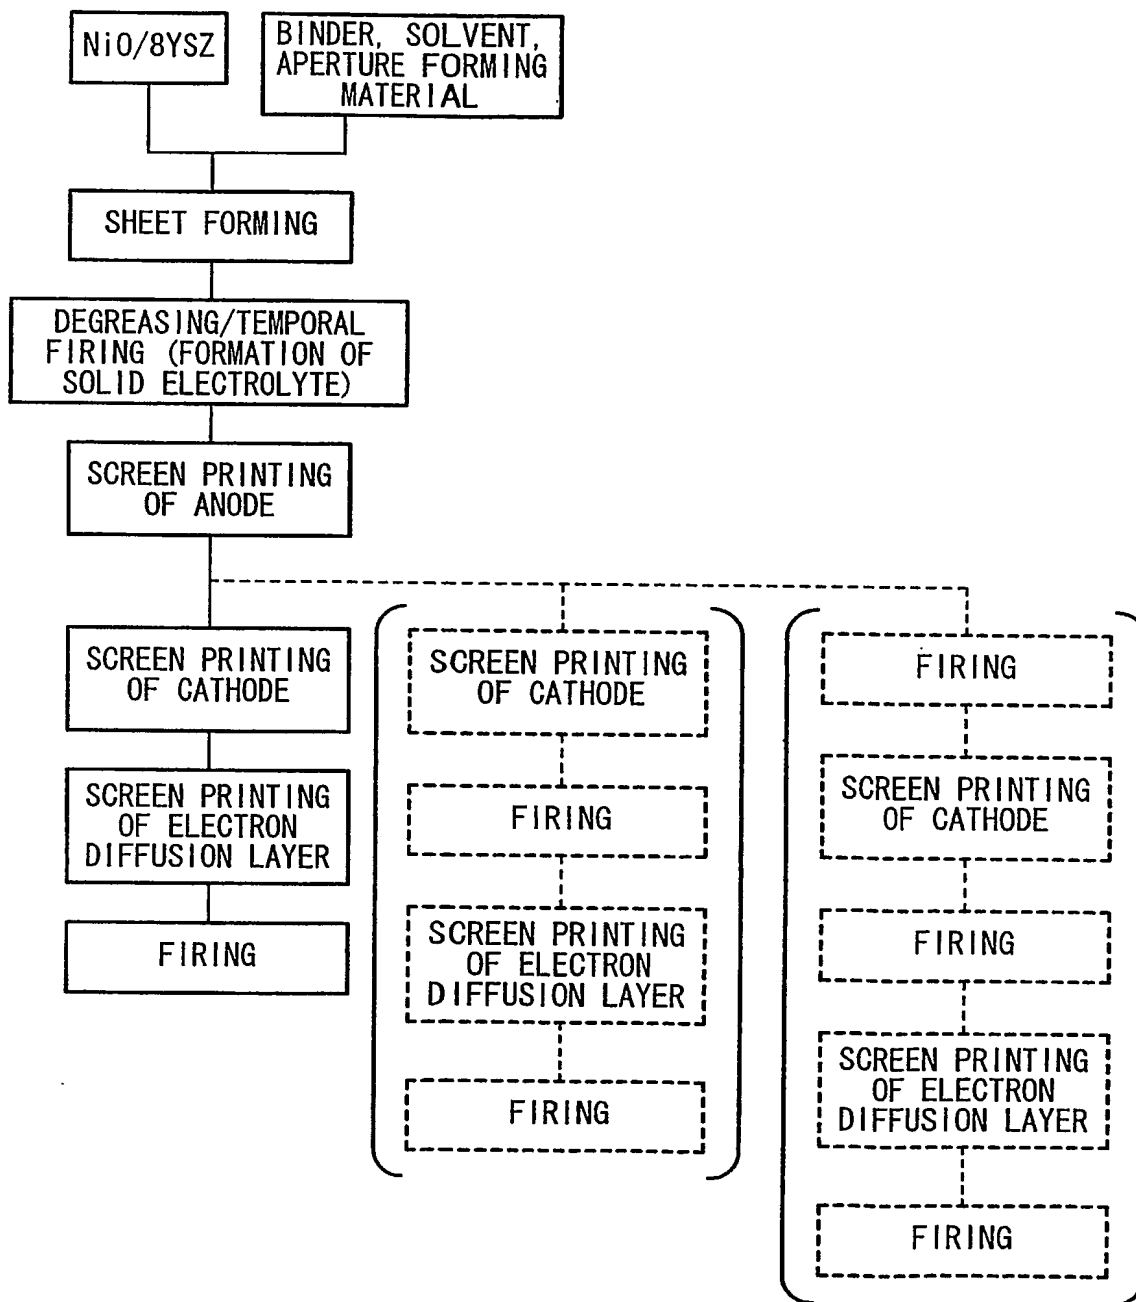 NiO/8YSZ
BINDER, SOLVENT,
APERTURE FORMING
MATERIAL
SHEET FORMING
DEGREASING/TEMPORAL
FIRING (FORMATION OF
SOLID ELECTROLYTE)
SCREEN PRINTING
OF ANODE
SCREEN PRINTING
OF CATHODE
SCREEN PRINTING
OF ELECTRON
DIFFUSION LAYER
FIRING
SCREEN PRINTING
OF CATHODE
FIRING
SCREEN PRINTING
OF ELECTRON
DIFFUSION LAYER
FIRING
FIRING
SCREEN PRINTING
OF CATHODE
FIRING
SCREEN PRINTING
OF ELECTRON
DIFFUSION LAYER
FIRING